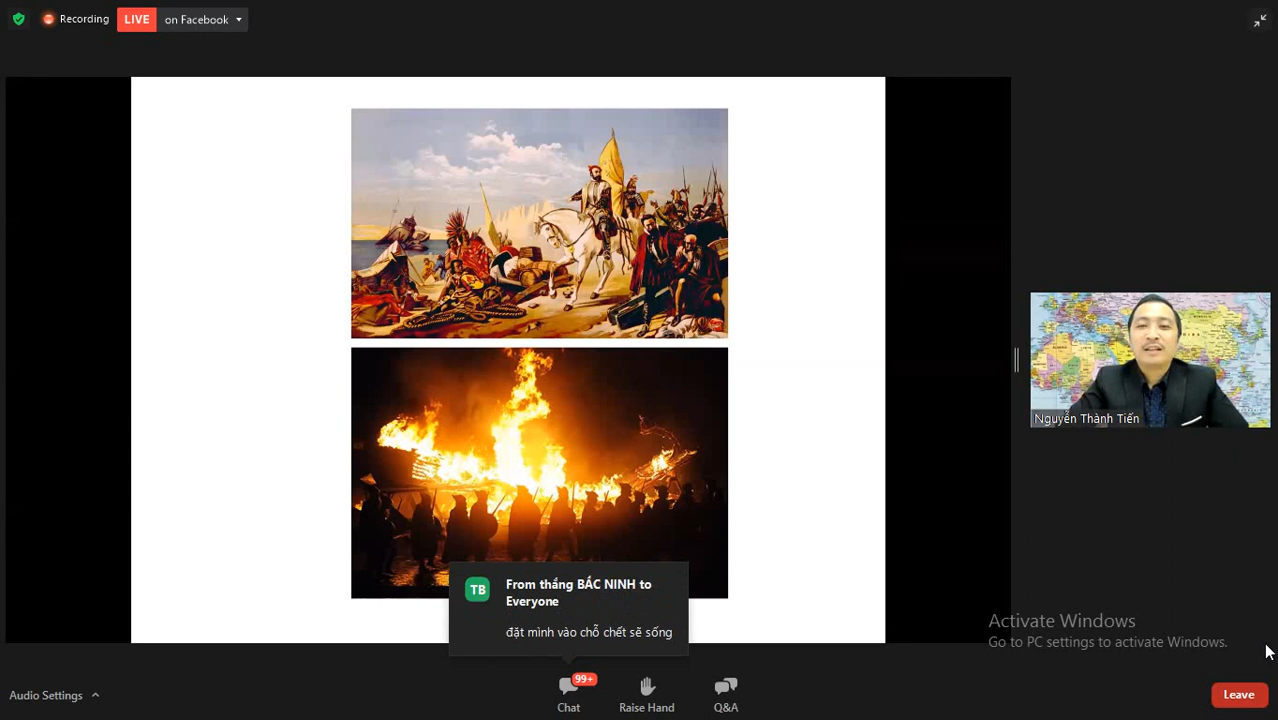 Recording
LIVE on Facebook
Nguyễn Thành Tiến
TB
From thắng BẮC NINH to
Everyone
đặt mình vào chỗ chết sẽ sống
Activate Windows
Go to PC settings to activate Windows.
Audio Settings
99+
Chat
Raise Hand
Q&A
Leave